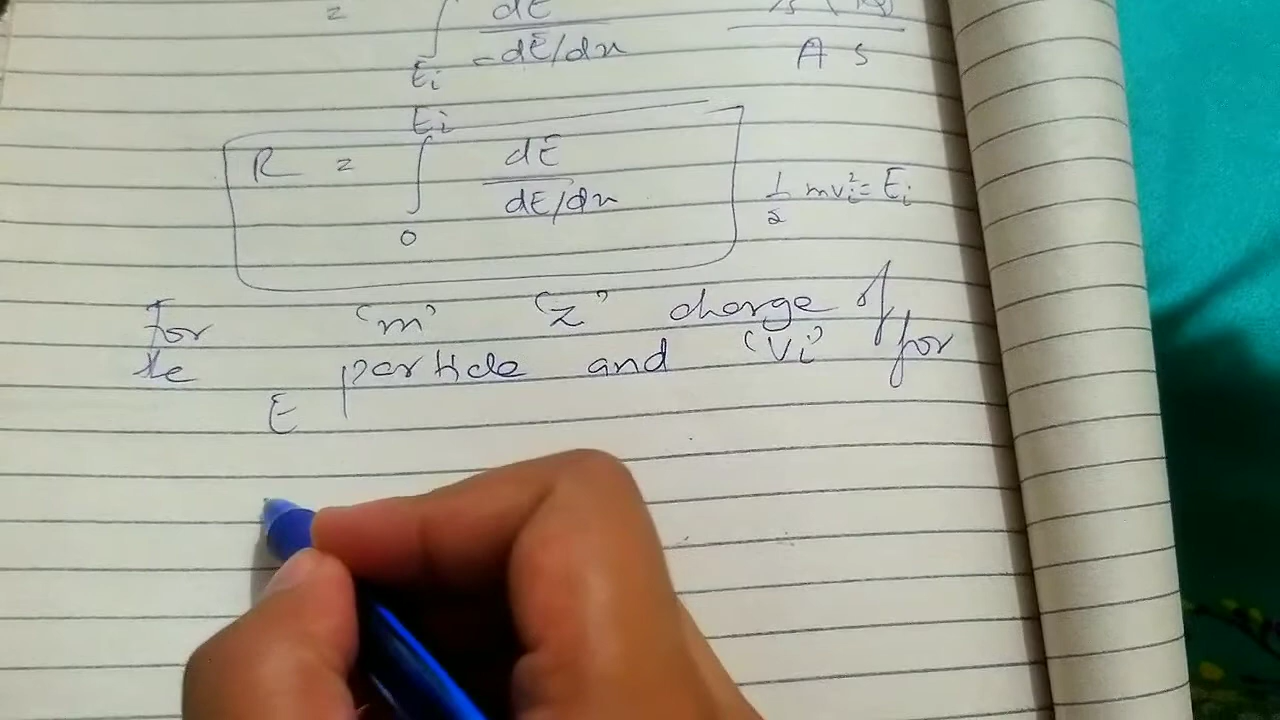 = ∫ dE
Ei -dE/dx A s
Ei
R = ∫ dE
dE/dx
0
1/2 mvi² = Ei
for 'm' 'z' charge of
te particle and 'Vi' for
E